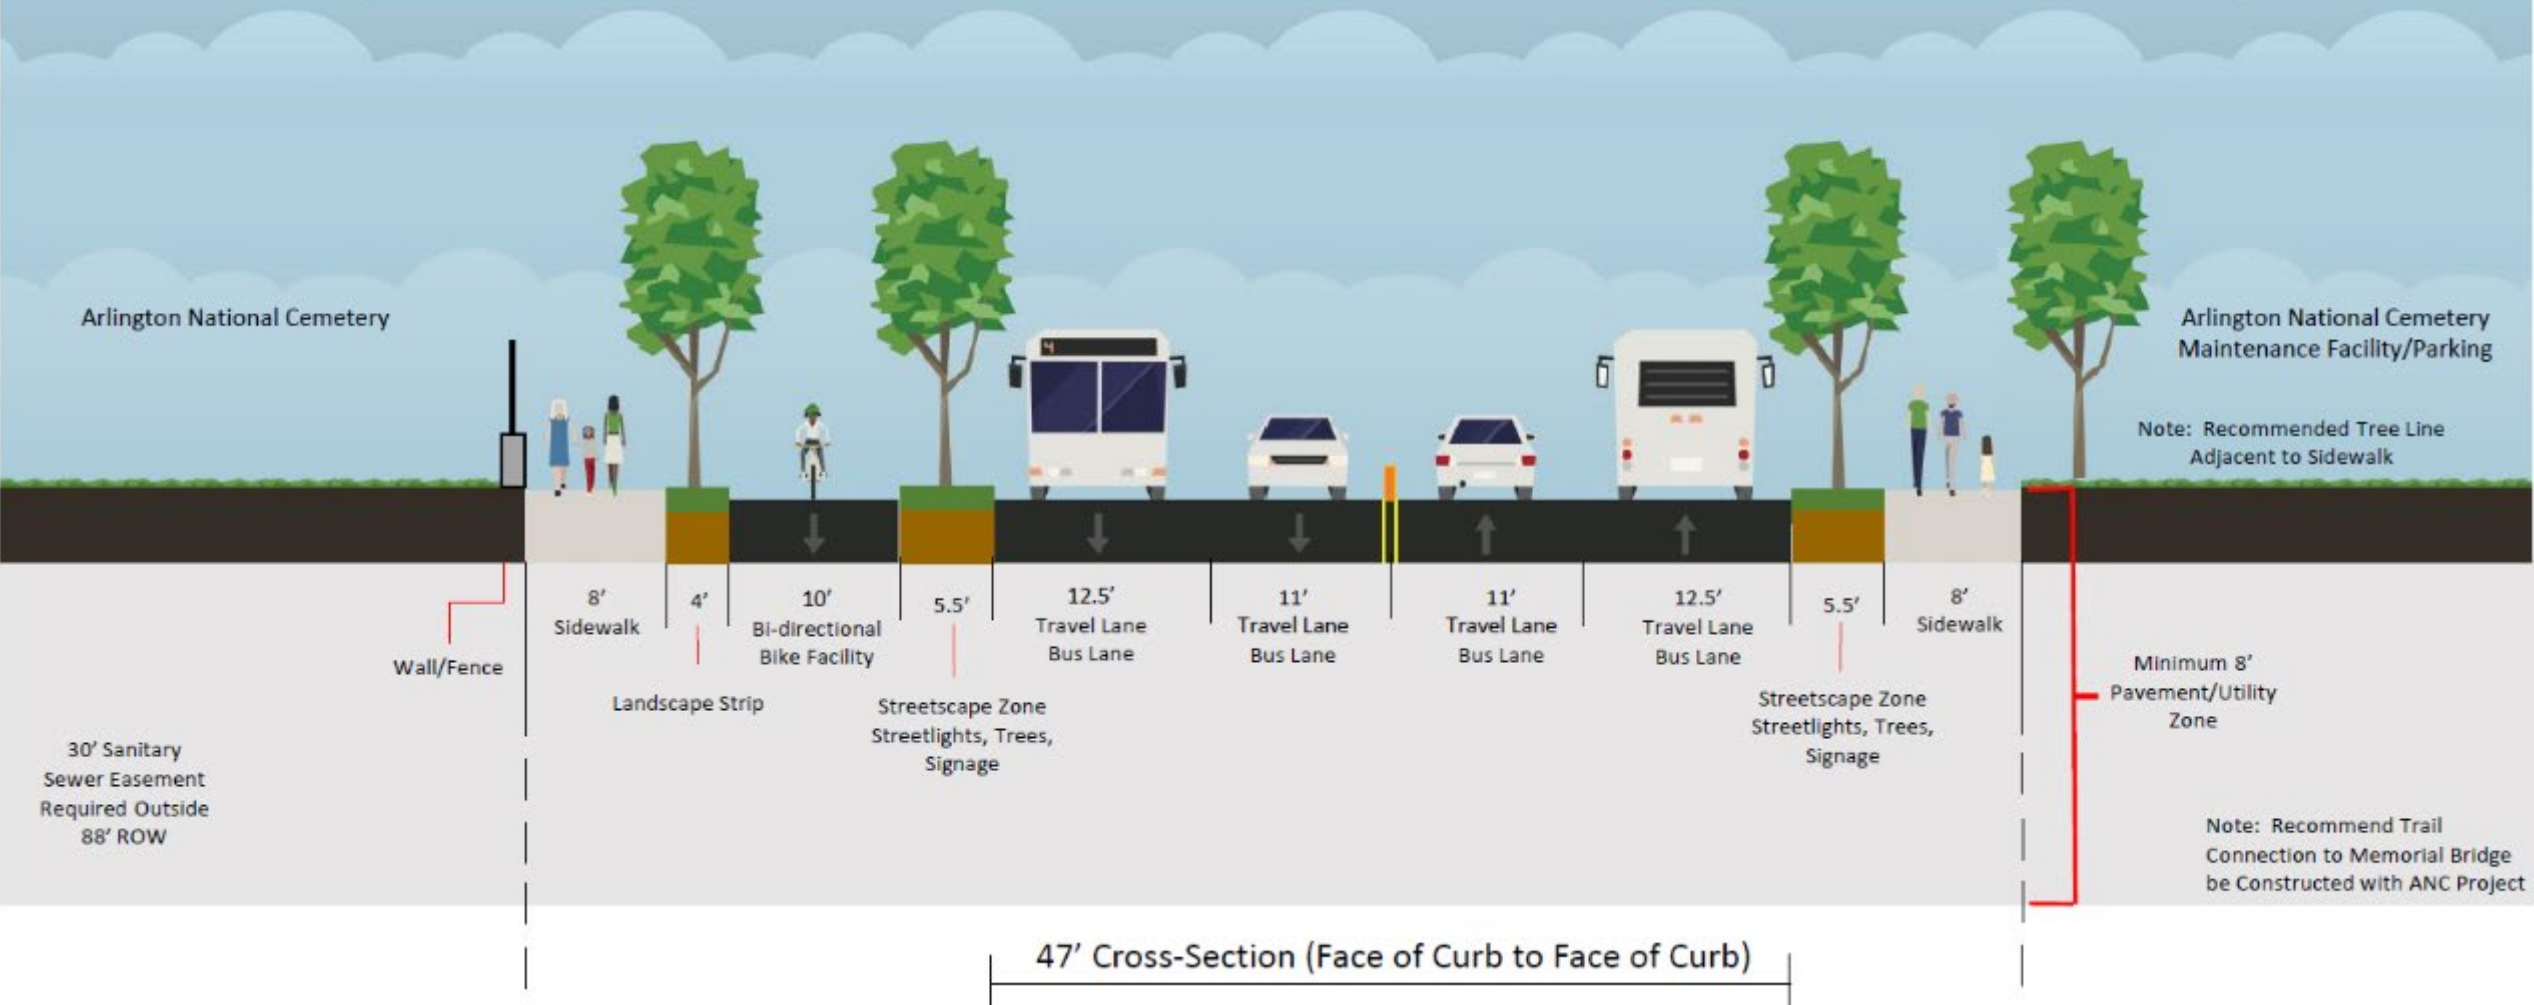 Arlington National Cemetery
Arlington National Cemetery
Maintenance Facility/Parking
Note: Recommended Tree Line
Adjacent to Sidewalk
4
8’
Sidewalk
4’
Landscape Strip
10’
Bi-directional
Bike Facility
5.5’
Streetscape Zone
Streetlights, Trees,
Signage
12.5’
Travel Lane
Bus Lane
11’
Travel Lane
Bus Lane
11’
Travel Lane
Bus Lane
12.5’
Travel Lane
Bus Lane
5.5’
Streetscape Zone
Streetlights, Trees,
Signage
8’
Sidewalk
Wall/Fence
Minimum 8’
Pavement/Utility
Zone
30’ Sanitary
Sewer Easement
Required Outside
88’ ROW
Note: Recommend Trail
Connection to Memorial Bridge
be Constructed with ANC Project
47’ Cross-Section (Face of Curb to Face of Curb)